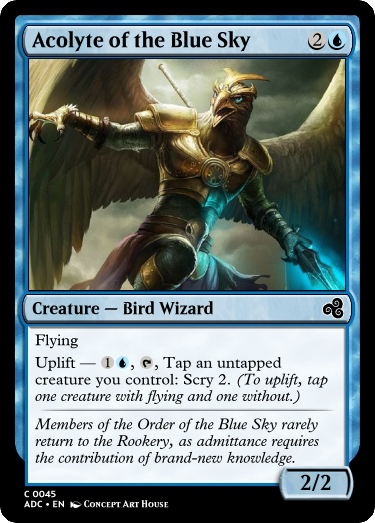 Acolyte of the Blue Sky 2
Creature — Bird Wizard
Flying
Uplift — 1, , Tap an untapped
creature you control: Scry 2. (To uplift, tap
one creature with flying and one without.)
Members of the Order of the Blue Sky rarely
return to the Rookery, as admittance requires
the contribution of brand-new knowledge.
2/2
C 0045
ADC • EN Concept Art House